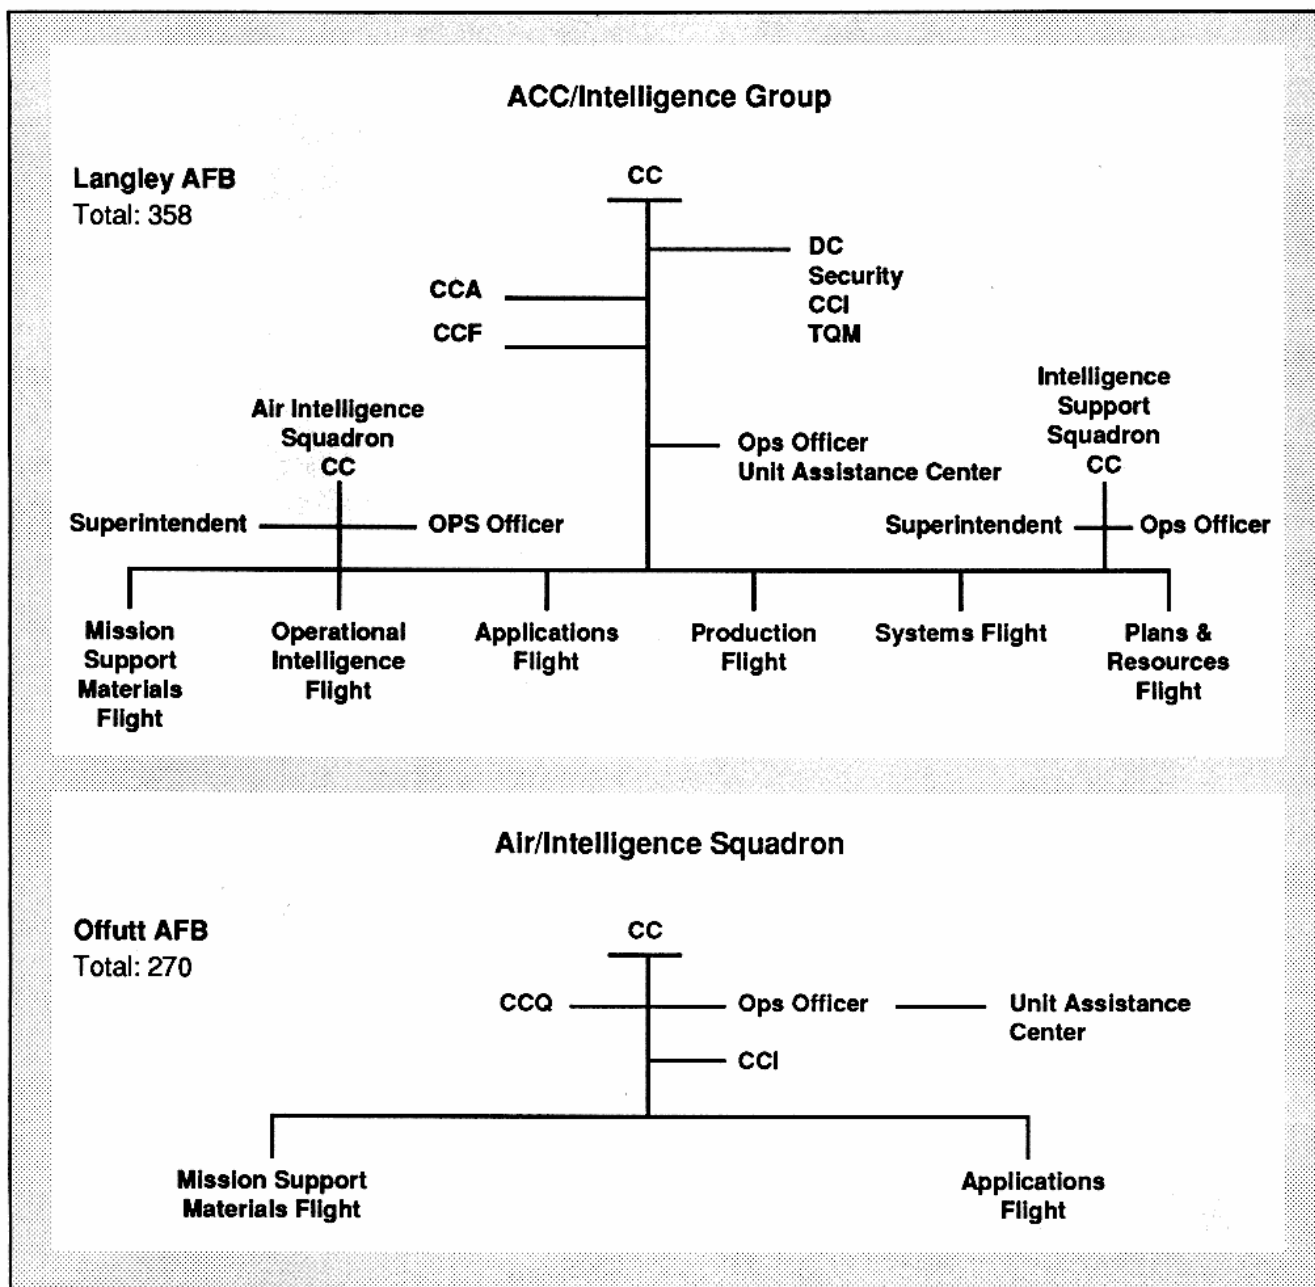 ACC/Intelligence Group
Langley AFB
Total: 358
CC
DC
Security
CCI
TQM
CCA
CCF
Air Intelligence
Squadron
CC
Superintendent
OPS Officer
Ops Officer
Unit Assistance Center
Intelligence
Support
Squadron
CC
Superintendent
Ops Officer
Mission
Support
Materials
Flight
Operational
Intelligence
Flight
Applications
Flight
Production
Flight
Systems Flight
Plans &
Resources
Flight
Air/Intelligence Squadron
Offutt AFB
Total: 270
CC
CCQ
Ops Officer
Unit Assistance
Center
CCI
Mission Support
Materials Flight
Applications
Flight